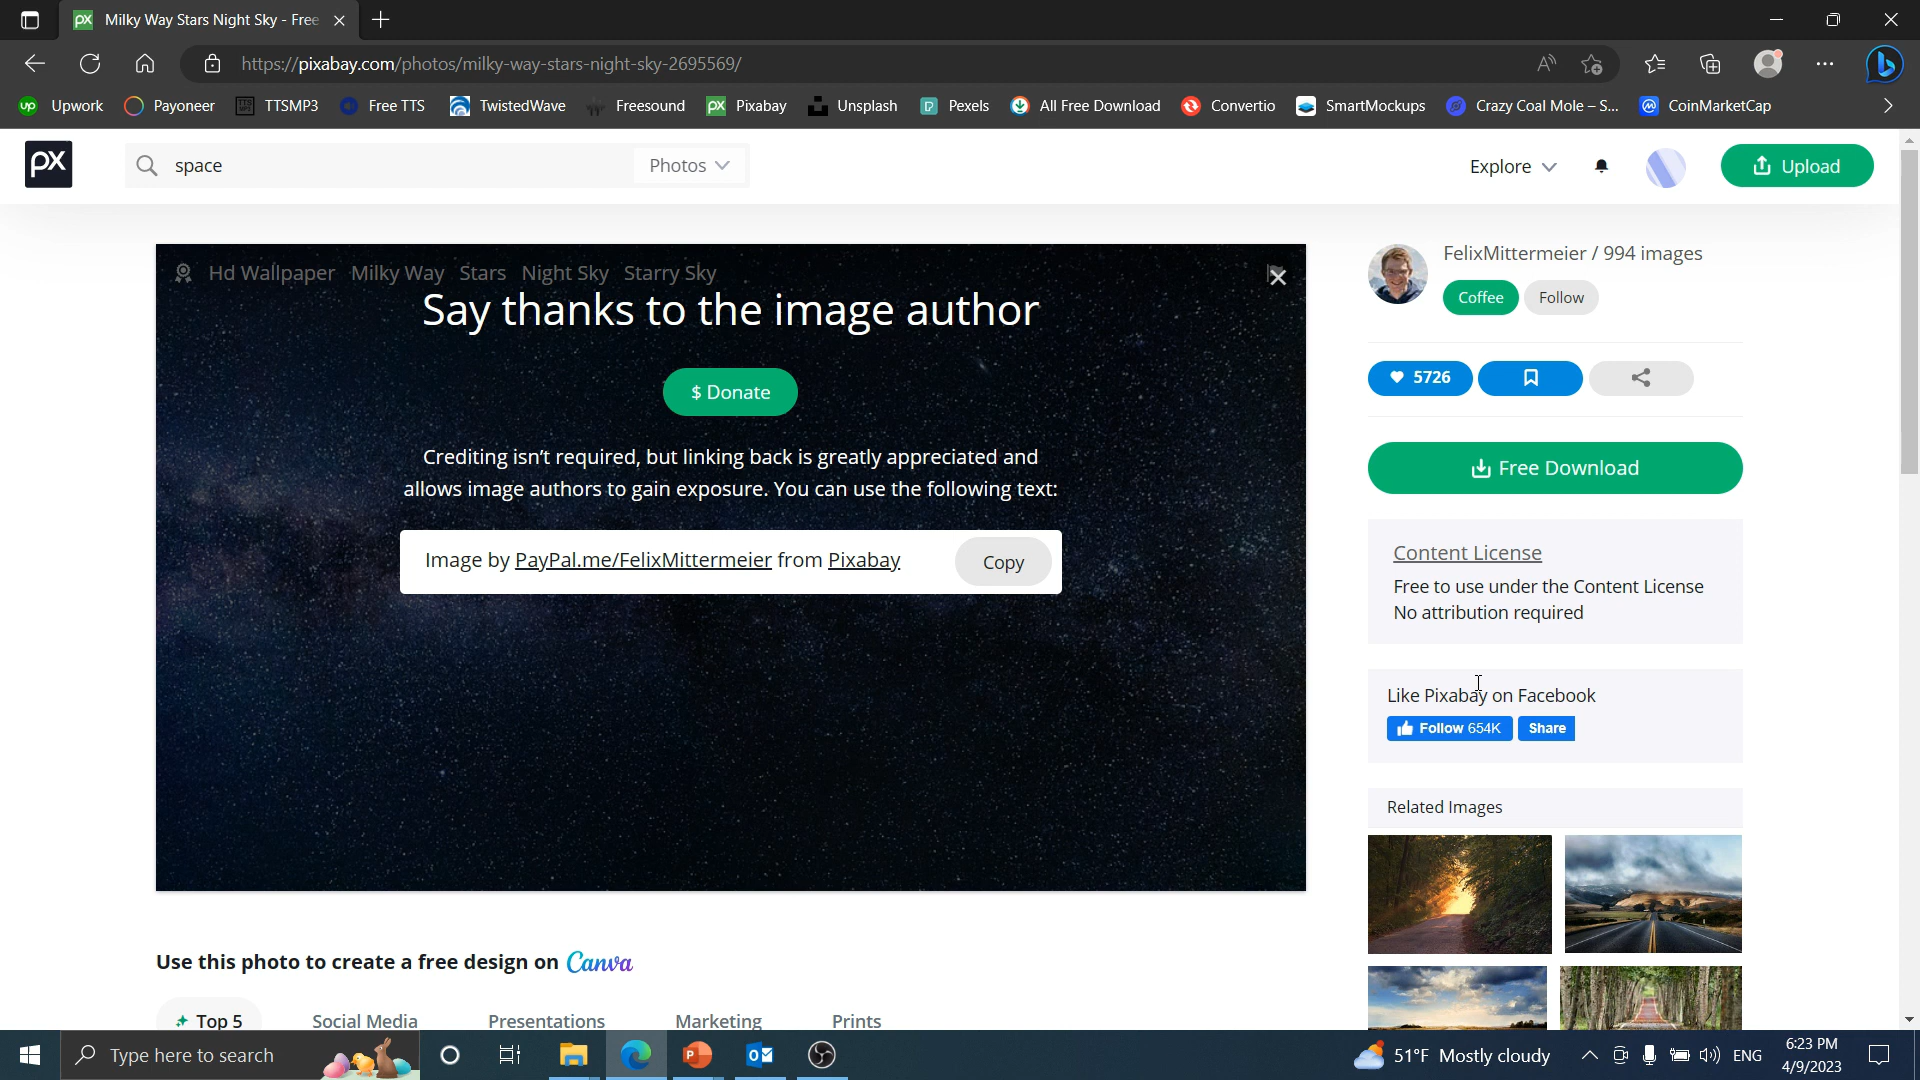 Milky Way Stars Night Sky - Free
https://pixabay.com/photos/milky-way-stars-night-sky-2695569/
Upwork
Payoneer
TTSMP3
Free TTS
TwistedWave
Freesound
Pixabay
Unsplash
Pexels
All Free Download
Convertio
SmartMockups
Crazy Coal Mole – S...
CoinMarketCap
px
space
Photos
Explore
Upload
Hd Wallpaper Milky Way Stars Night Sky Starry Sky
Say thanks to the image author
$ Donate
Crediting isn't required, but linking back is greatly appreciated and
allows image authors to gain exposure. You can use the following text:
Image by PayPal.me/FelixMittermeier from Pixabay
Copy
FelixMittermeier / 994 images
Coffee
Follow
5726
Free Download
Content License
Free to use under the Content License
No attribution required
Like Pixabay on Facebook
Follow 654K
Share
Related Images
Use this photo to create a free design on Canva
Top 5
Social Media
Presentations
Marketing
Prints
Type here to search
51°F Mostly cloudy
ENG
6:23 PM
4/9/2023